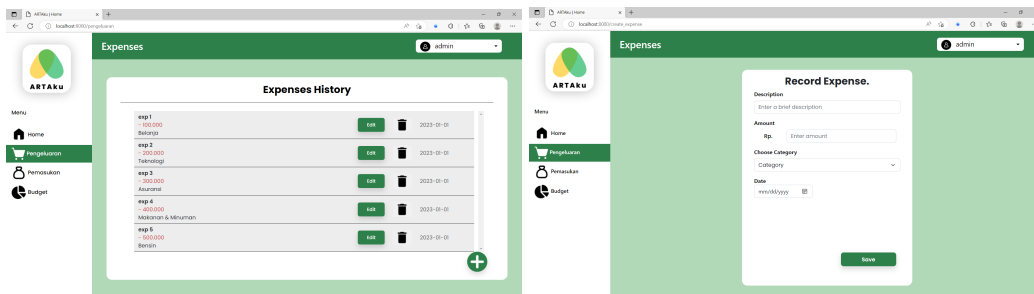 ARTAku | Home
localhost:8080/pengeluaran
ARTAku
Menu
Home
Pengeluaran
Pemasukan
Budget
Expenses
admin
Expenses History
exp 1
- 100.000
Belanja
Edit
2023-01-01
exp 2
- 200.000
Teknologi
Edit
2023-01-01
exp 3
- 300.000
Asuransi
Edit
2023-01-01
exp 4
- 400.000
Makanan & Minuman
Edit
2023-01-01
exp 5
- 500.000
Bensin
Edit
2023-01-01
ARTAku | Home
localhost:8080/create_expense
ARTAku
Menu
Home
Pengeluaran
Pemasukan
Budget
Expenses
admin
Record Expense.
Description
Enter a brief description
Amount
Rp. Enter amount
Choose Category
Category
Date
mm/dd/yyyy
Save